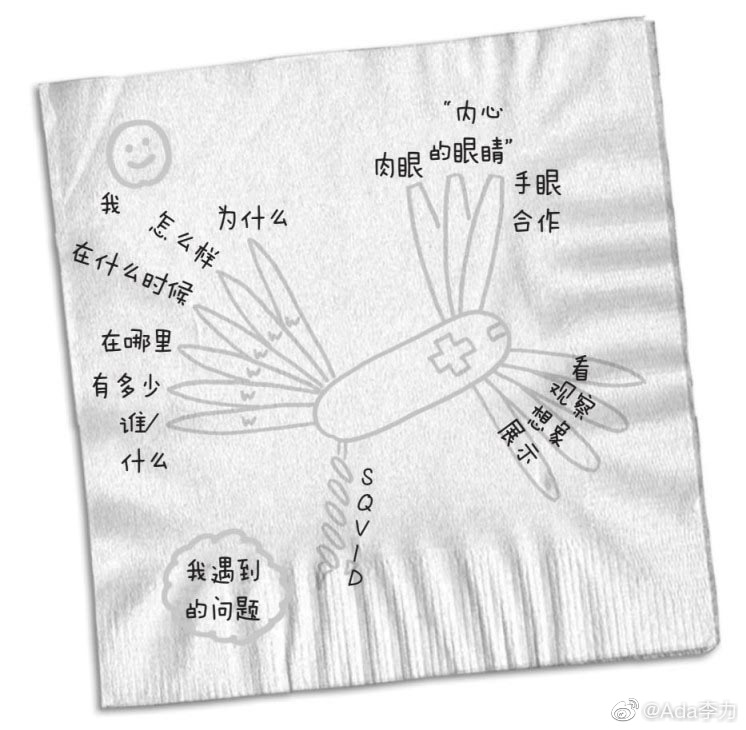 "内心
的眼睛"
肉眼
手眼
合作
我
为什么
怎么样
在什么时候
在哪里
有多少
谁/
什么
W
W
W
W
W
W
看
观察
想象
展示
S
Q
V
I
D
我遇到
的问题
@Ada李力